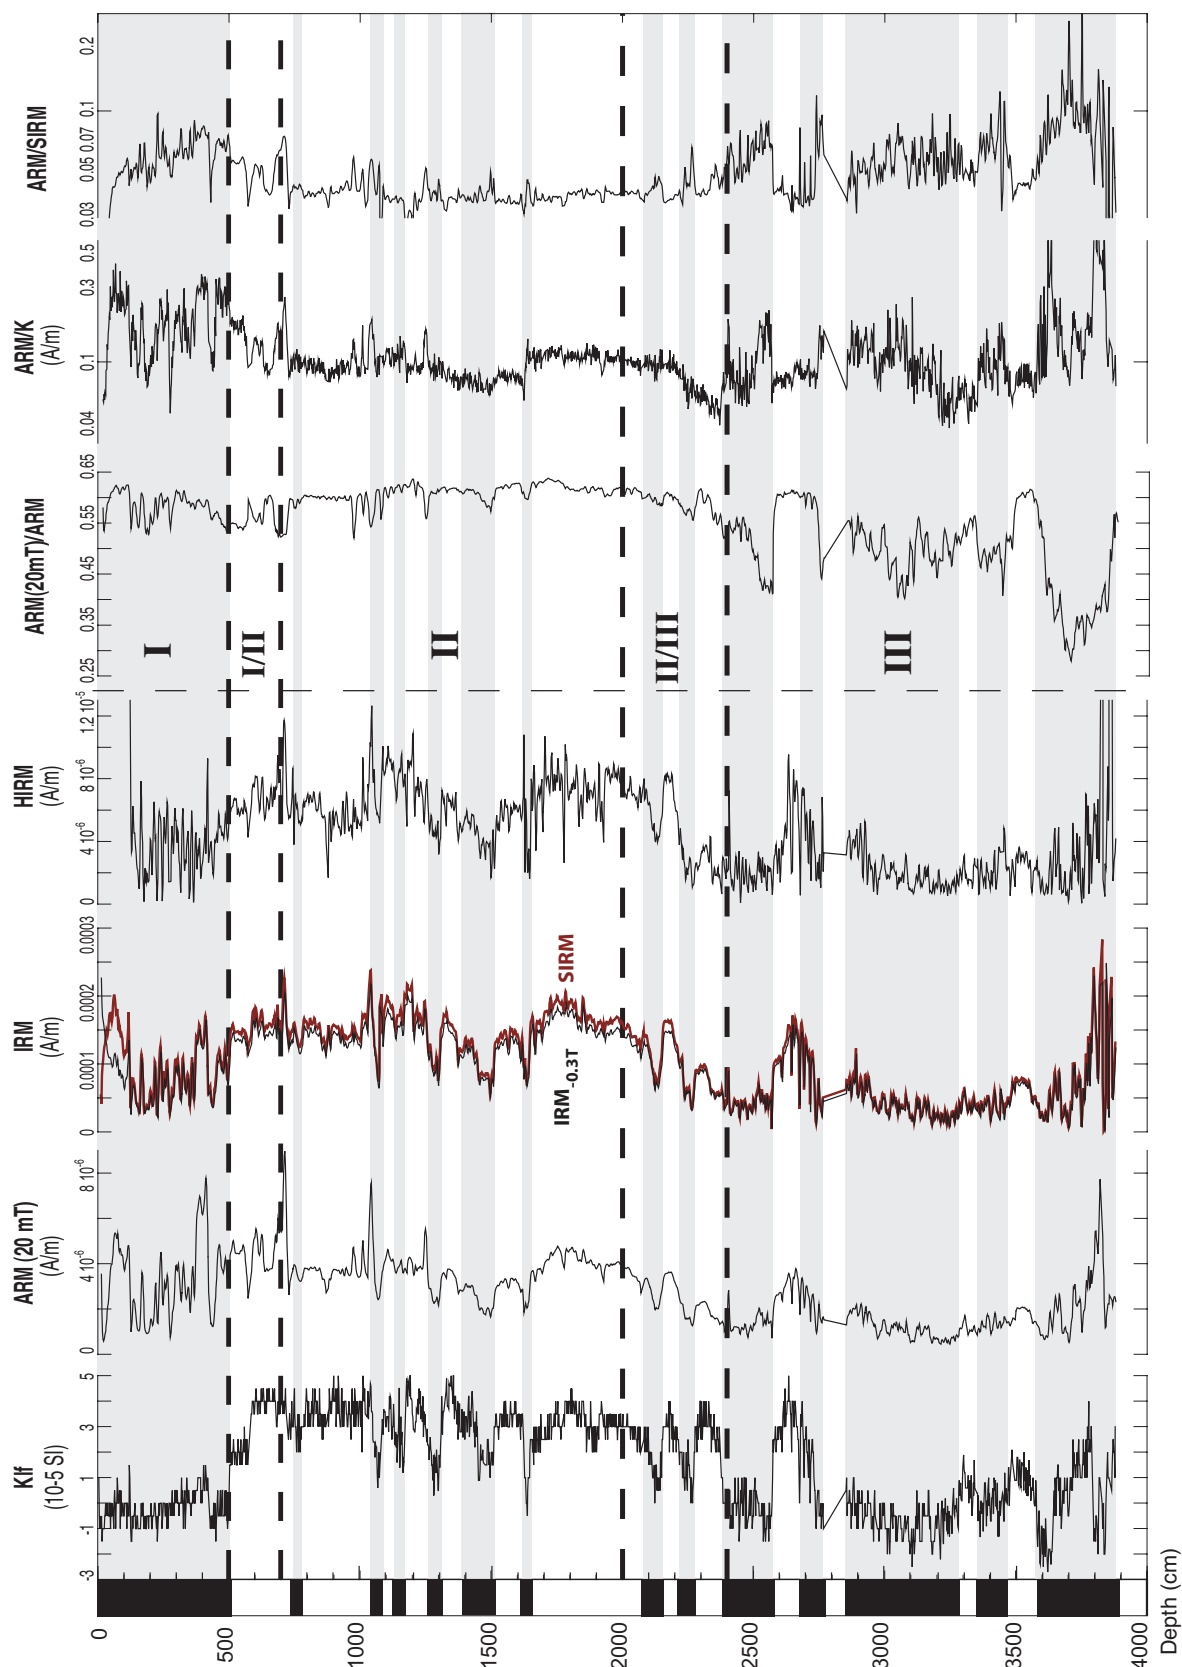 ARM/SIRM
0.03 0.05 0.07 0.1 0.2
ARM/K
(A/m)
0.04 0.1 0.3 0.5
ARM(20mT)/ARM
0.25 0.35 0.45 0.55 0.65
I
I/II
II
II/III
III
HIRM
(A/m)
0 4 10-6 8 10-6 1.2 10-5
IRM
(A/m)
0 0.0001 0.0002 0.0003
SIRM
IRM-0.3T
ARM (20 mT)
(A/m)
0 4 10-6 8 10-6
Klf
(10-5 SI)
-3 -1 1 3 5
0 500 1000 1500 2000 2500 3000 3500 4000
Depth (cm)